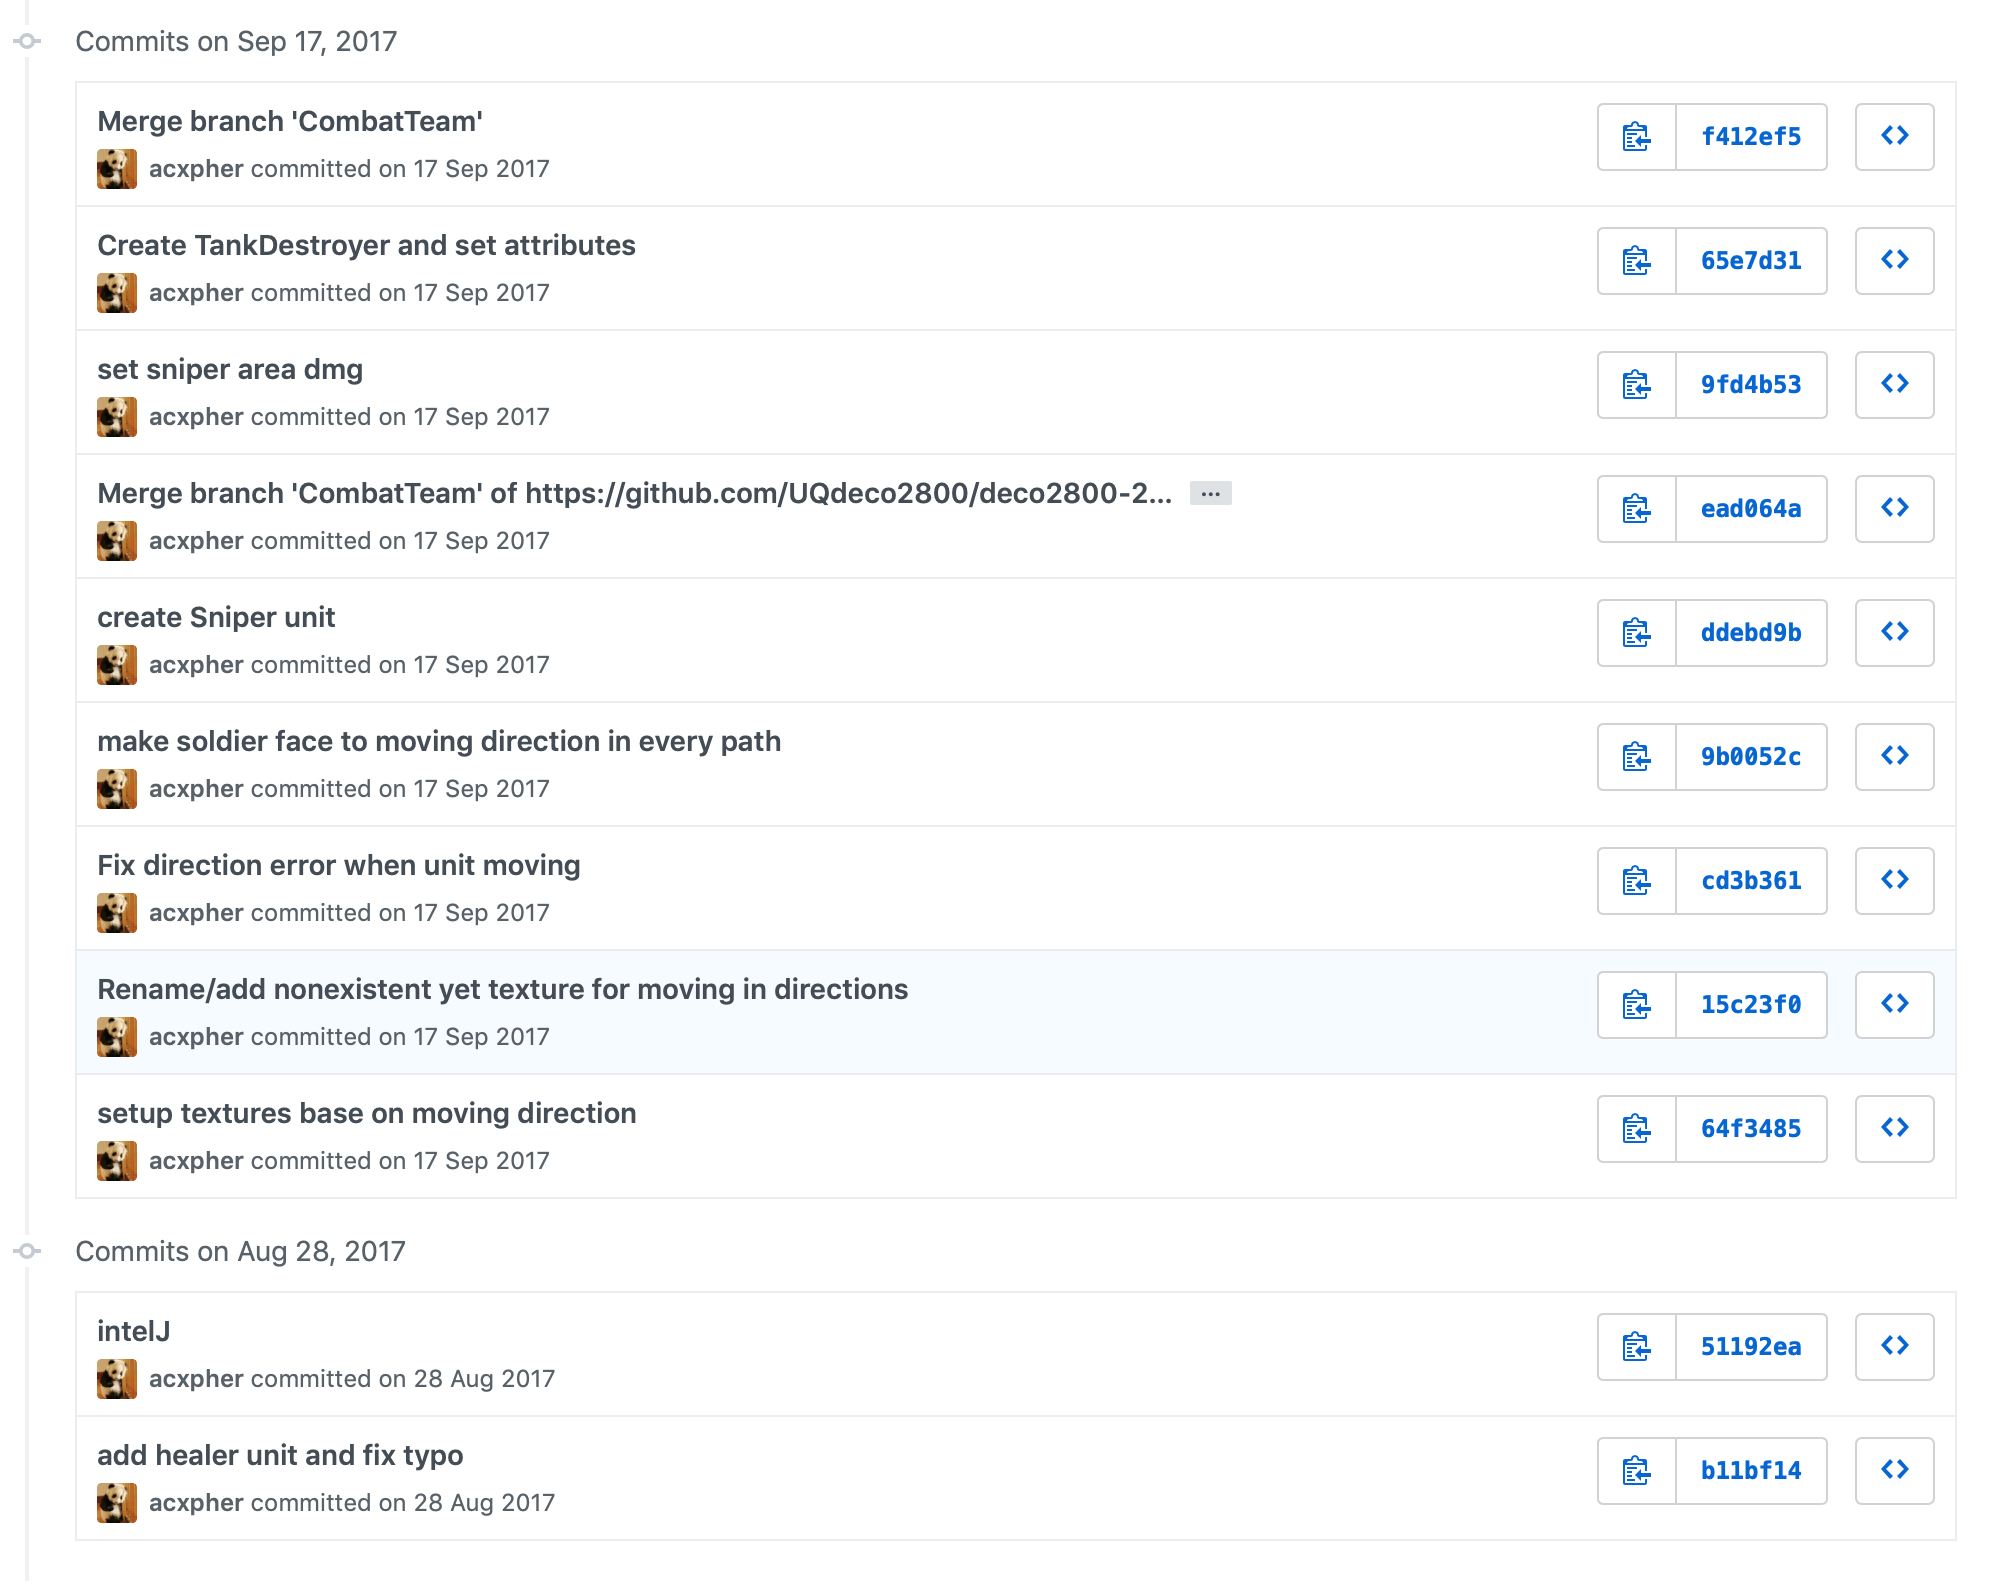 Commits on Sep 17, 2017
Merge branch 'CombatTeam'
acxpher committed on 17 Sep 2017
f412ef5
Create TankDestroyer and set attributes
acxpher committed on 17 Sep 2017
65e7d31
set sniper area dmg
acxpher committed on 17 Sep 2017
9fd4b53
Merge branch 'CombatTeam' of https://github.com/UQdeco2800/deco2800-2... …
acxpher committed on 17 Sep 2017
ead064a
create Sniper unit
acxpher committed on 17 Sep 2017
ddebd9b
make soldier face to moving direction in every path
acxpher committed on 17 Sep 2017
9b0052c
Fix direction error when unit moving
acxpher committed on 17 Sep 2017
cd3b361
Rename/add nonexistent yet texture for moving in directions
acxpher committed on 17 Sep 2017
15c23f0
setup textures base on moving direction
acxpher committed on 17 Sep 2017
64f3485
Commits on Aug 28, 2017
intelJ
acxpher committed on 28 Aug 2017
51192ea
add healer unit and fix typo
acxpher committed on 28 Aug 2017
b11bf14